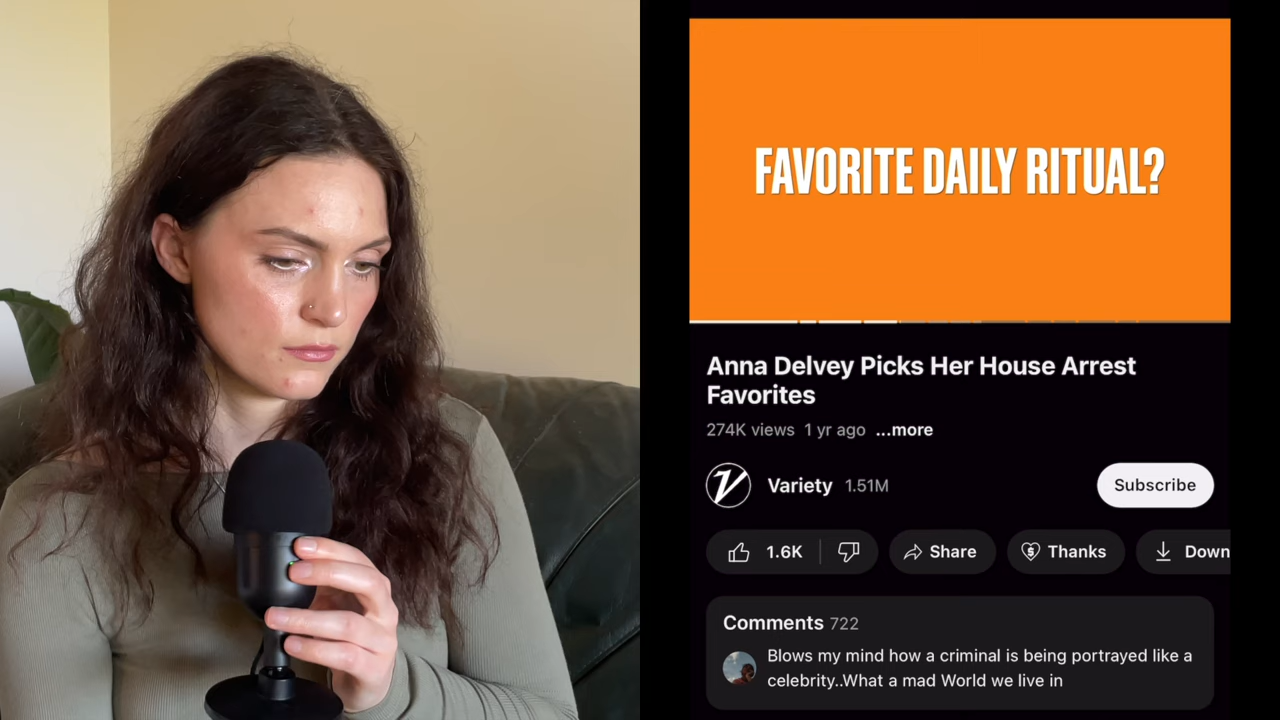 FAVORITE DAILY RITUAL?
Anna Delvey Picks Her House Arrest
Favorites
274K views 1 yr ago ...more
Variety 1.51M
Subscribe
1.6K
Share
Thanks
Down
Comments 722
Blows my mind how a criminal is being portrayed like a
celebrity..What a mad World we live in